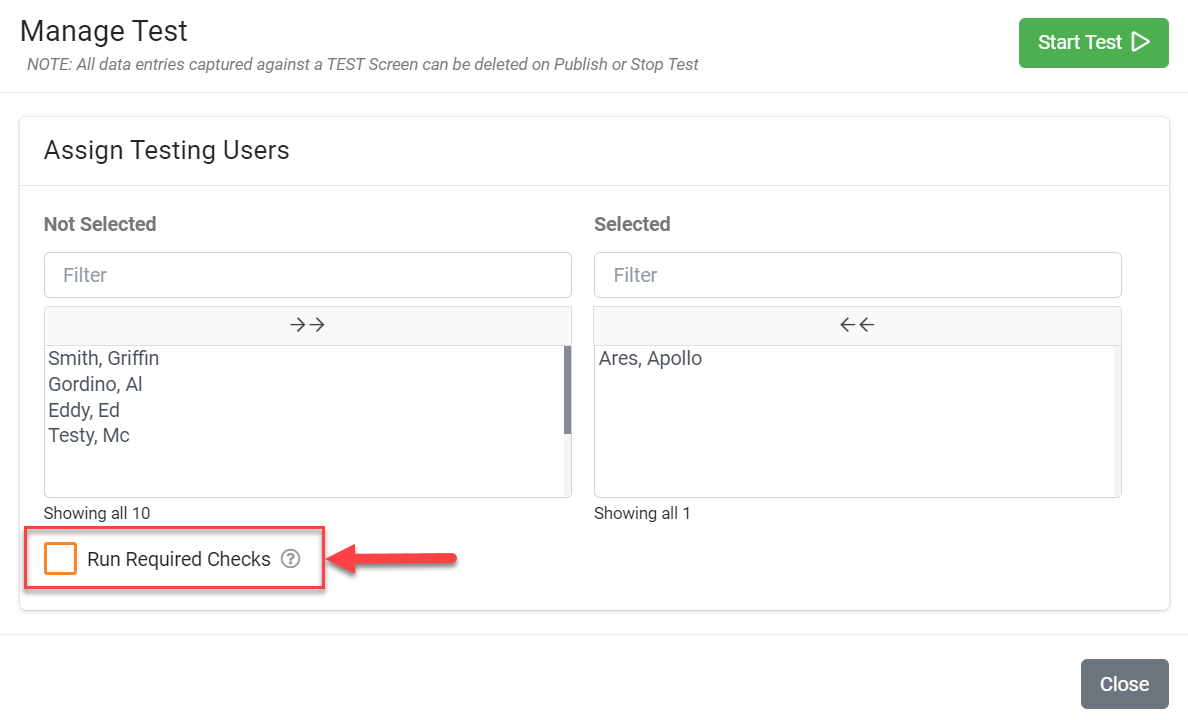 Manage Test
NOTE: All data entries captured against a TEST Screen can be deleted on Publish or Stop Test
Start Test
Assign Testing Users
Not Selected
Filter
Smith, Griffin
Gordino, Al
Eddy, Ed
Testy, Mc
Showing all 10
Selected
Filter
Ares, Apollo
Showing all 1
Run Required Checks ?
Close